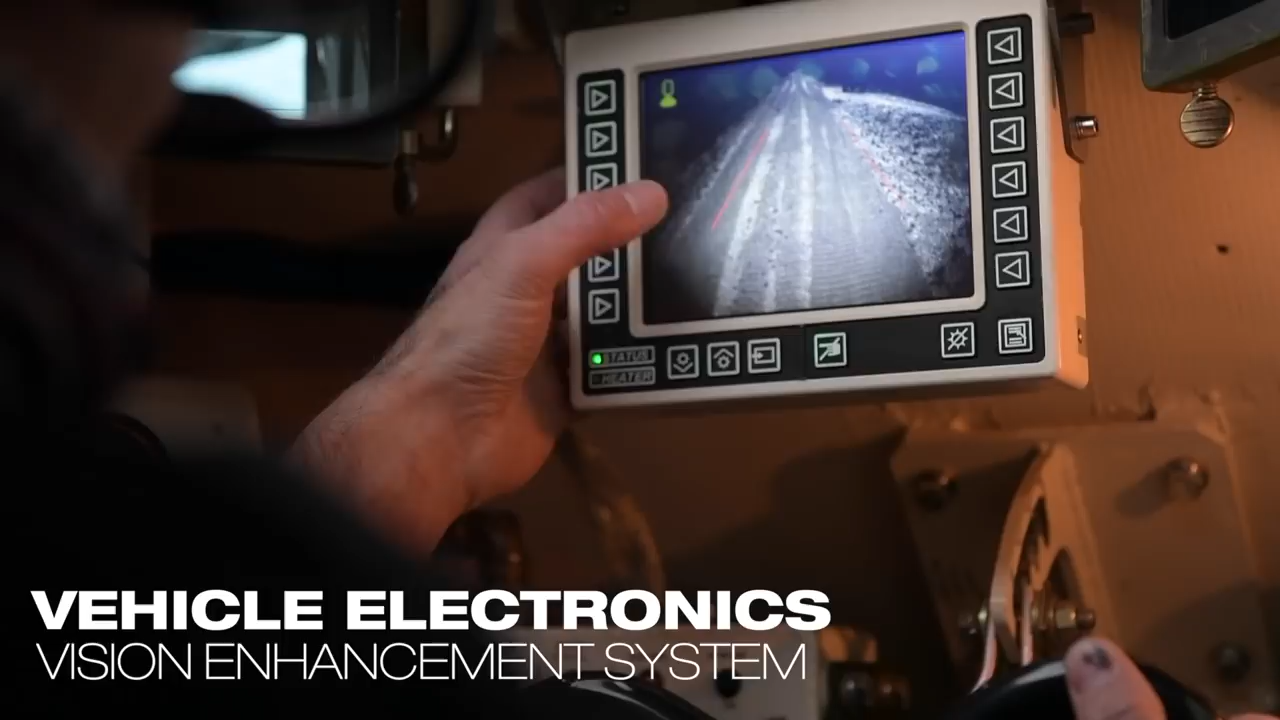 STATUS
HEATER
VEHICLE ELECTRONICS
VISION ENHANCEMENT SYSTEM